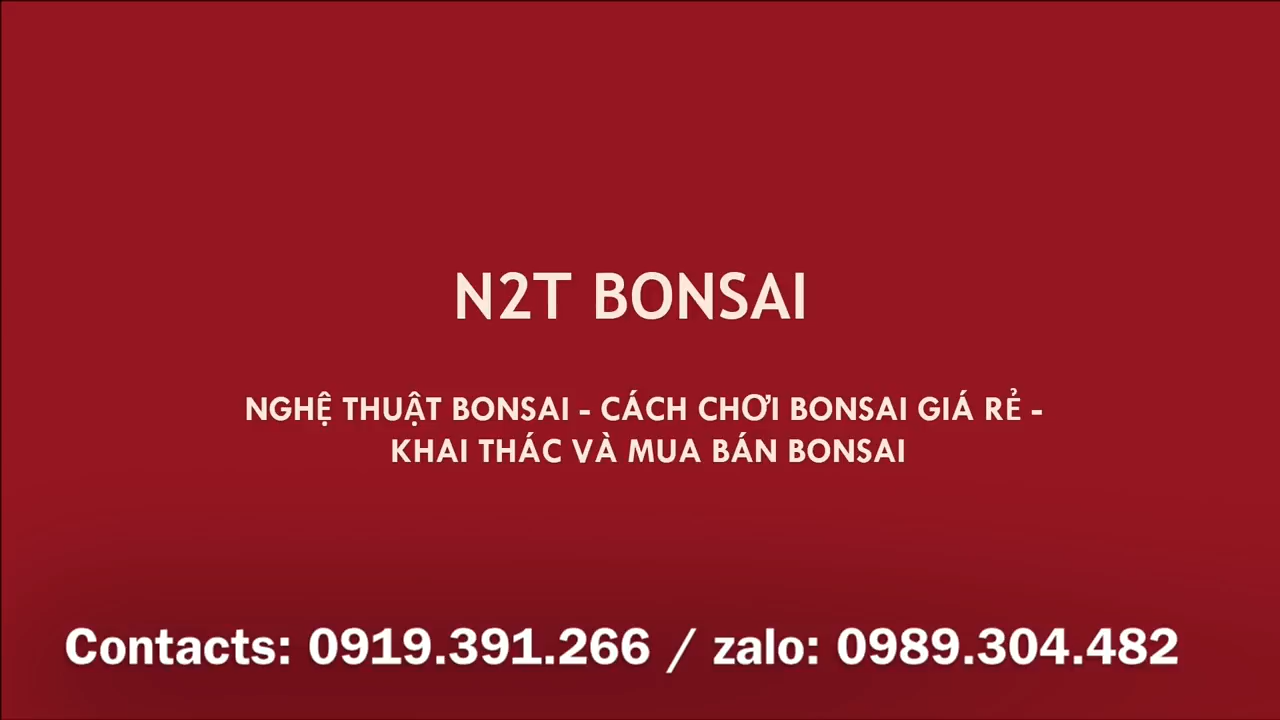 N2T BONSAI
NGHỆ THUẬT BONSAI - CÁCH CHƠI BONSAI GIÁ RẺ -
KHAI THÁC VÀ MUA BÁN BONSAI
Contacts: 0919.391.266 / zalo: 0989.304.482